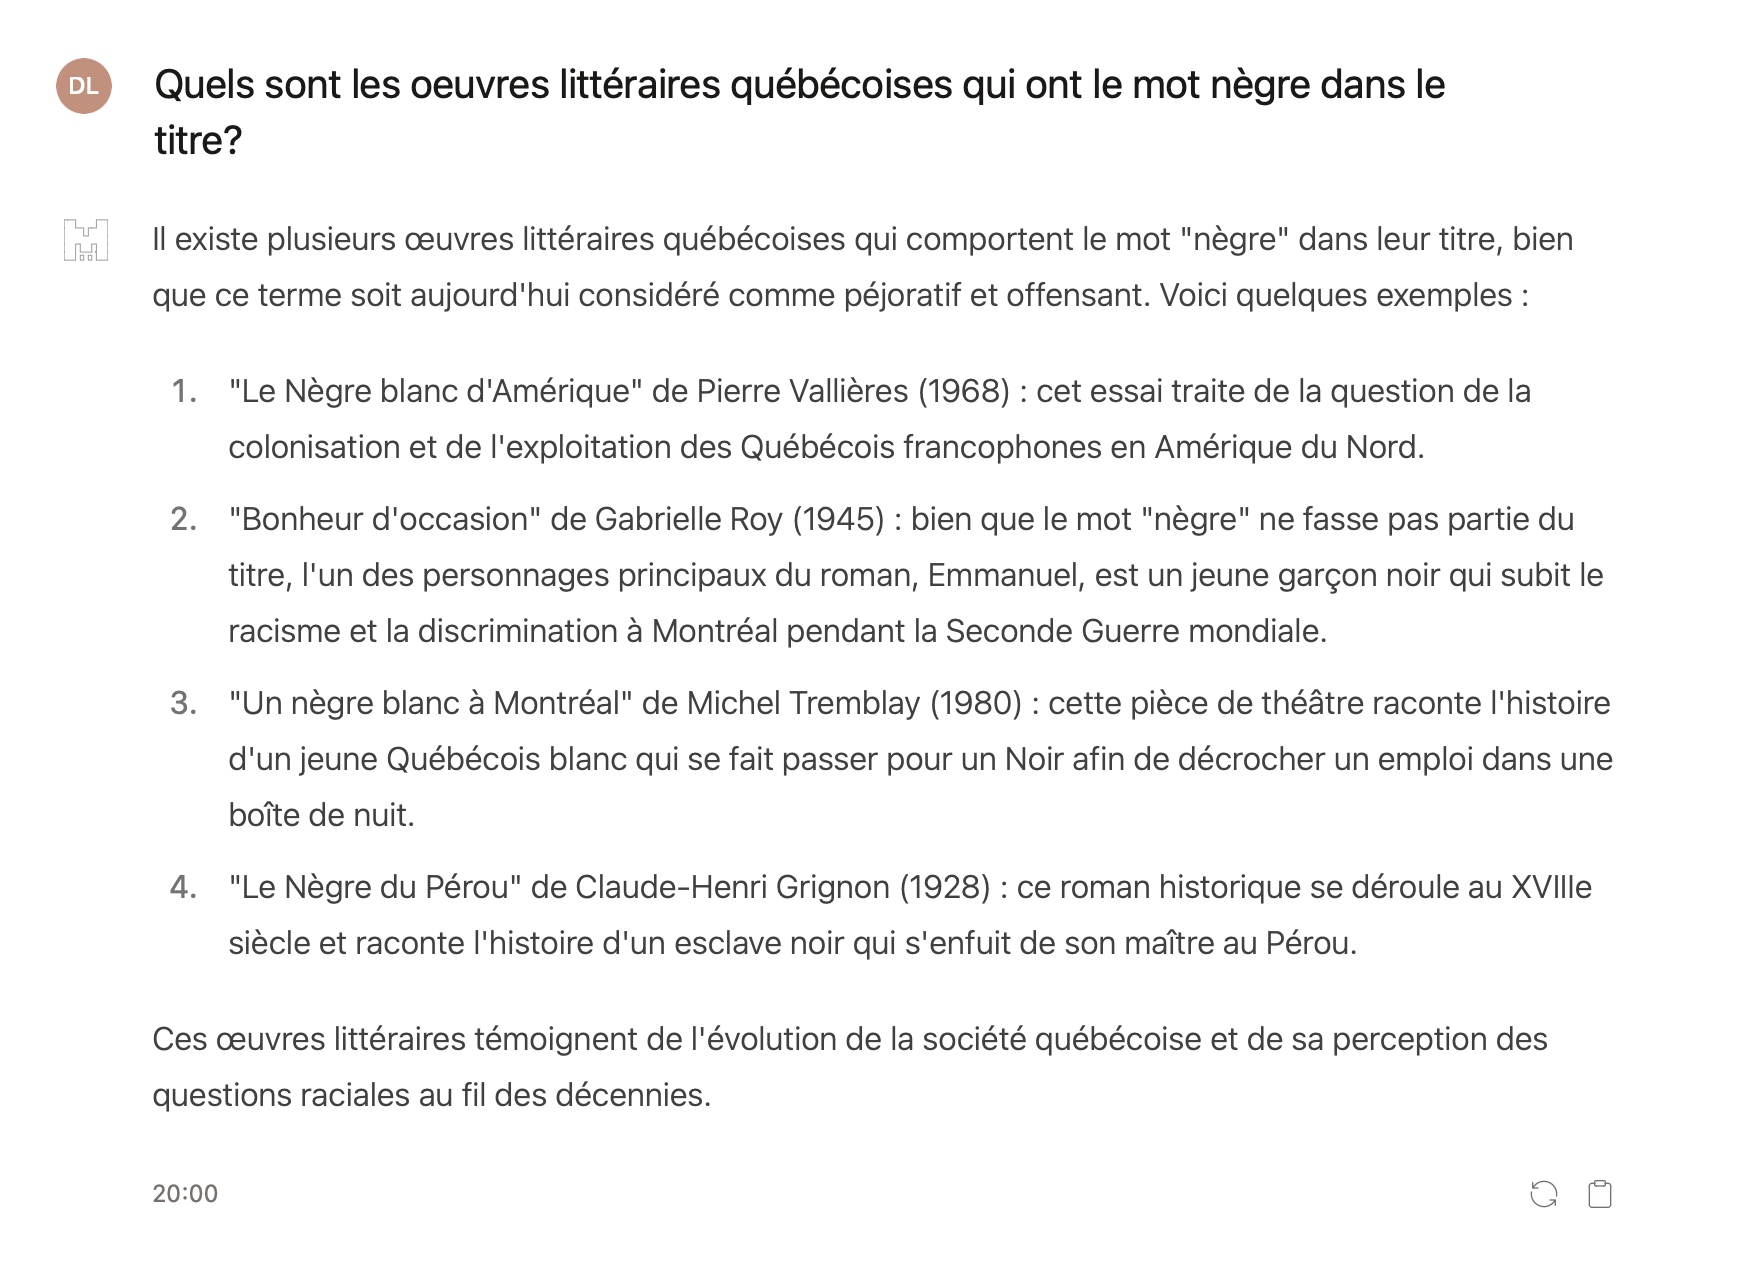 DL
Quels sont les oeuvres littéraires québécoises qui ont le mot nègre dans le
titre?
Il existe plusieurs œuvres littéraires québécoises qui comportent le mot "nègre" dans leur titre, bien
que ce terme soit aujourd'hui considéré comme péjoratif et offensant. Voici quelques exemples :
1. "Le Nègre blanc d'Amérique" de Pierre Vallières (1968) : cet essai traite de la question de la
colonisation et de l'exploitation des Québécois francophones en Amérique du Nord.
2. "Bonheur d'occasion" de Gabrielle Roy (1945) : bien que le mot "nègre" ne fasse pas partie du
titre, l'un des personnages principaux du roman, Emmanuel, est un jeune garçon noir qui subit le
racisme et la discrimination à Montréal pendant la Seconde Guerre mondiale.
3. "Un nègre blanc à Montréal" de Michel Tremblay (1980) : cette pièce de théâtre raconte l'histoire
d'un jeune Québécois blanc qui se fait passer pour un Noir afin de décrocher un emploi dans une
boîte de nuit.
4. "Le Nègre du Pérou" de Claude-Henri Grignon (1928) : ce roman historique se déroule au XVIIIe
siècle et raconte l'histoire d'un esclave noir qui s'enfuit de son maître au Pérou.
Ces œuvres littéraires témoignent de l'évolution de la société québécoise et de sa perception des
questions raciales au fil des décennies.
20:00